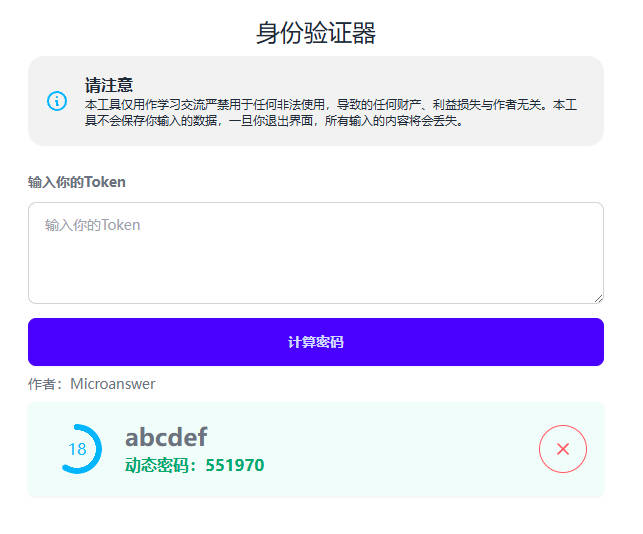 身份验证器
请注意
本工具仅用作学习交流严禁用于任何非法使用，导致的任何财产、利益损失与作者无关。本工
具不会保存你输入的数据，一旦你退出界面，所有输入的内容将会丢失。
输入你的Token
输入你的Token
计算密码
作者：Microanswer
18
abcdef
动态密码：551970